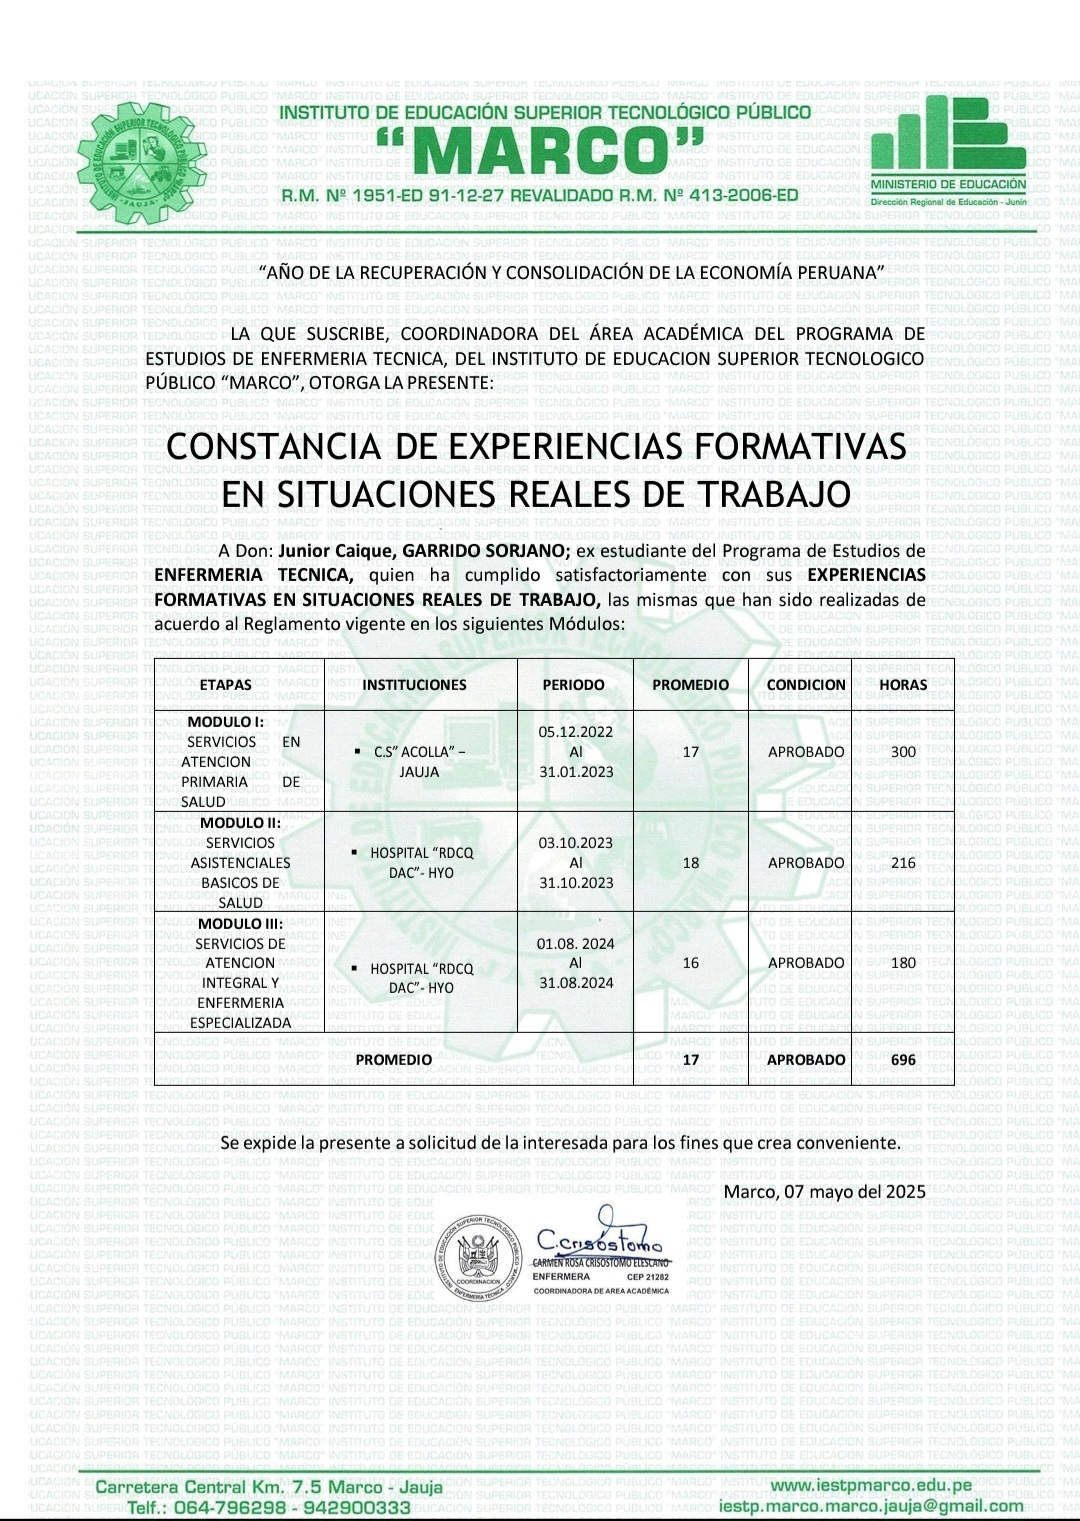 INSTITUTO DE EDUCACIÓN SUPERIOR TECNOLÓGICO PÚBLICO
“MARCO”
R.M. Nº 1951-ED 91-12-27 REVALIDADO R.M. Nº 413-2006-ED
MINISTERIO DE EDUCACIÓN
Dirección Regional de Educación - Junín
“AÑO DE LA RECUPERACIÓN Y CONSOLIDACIÓN DE LA ECONOMÍA PERUANA”
LA QUE SUSCRIBE, COORDINADORA DEL ÁREA ACADÉMICA DEL PROGRAMA DE
ESTUDIOS DE ENFERMERIA TECNICA, DEL INSTITUTO DE EDUCACION SUPERIOR TECNOLOGICO
PÚBLICO “MARCO”, OTORGA LA PRESENTE:
CONSTANCIA DE EXPERIENCIAS FORMATIVAS
EN SITUACIONES REALES DE TRABAJO
A Don: Junior Caique, GARRIDO SORJANO; ex estudiante del Programa de Estudios de
ENFERMERIA TECNICA, quien ha cumplido satisfactoriamente con sus EXPERIENCIAS
FORMATIVAS EN SITUACIONES REALES DE TRABAJO, las mismas que han sido realizadas de
acuerdo al Reglamento vigente en los siguientes Módulos:
ETAPAS INSTITUCIONES PERIODO PROMEDIO CONDICION HORAS
MODULO I:
SERVICIOS EN
ATENCION
PRIMARIA DE
SALUD
▪ C.S” ACOLLA” –
JAUJA
05.12.2022
Al
31.01.2023
17 APROBADO 300
MODULO II:
SERVICIOS
ASISTENCIALES
BASICOS DE
SALUD
▪ HOSPITAL “RDCQ
DAC”- HYO
03.10.2023
Al
31.10.2023
18 APROBADO 216
MODULO III:
SERVICIOS DE
ATENCION
INTEGRAL Y
ENFERMERIA
ESPECIALIZADA
▪ HOSPITAL “RDCQ
DAC”- HYO
01.08. 2024
Al
31.08.2024
16 APROBADO 180
PROMEDIO 17 APROBADO 696
Se expide la presente a solicitud de la interesada para los fines que crea conveniente.
Marco, 07 mayo del 2025
COORDINACION
ENFERMERIA TECNICA
C.crisóstomo
CARMEN ROSA CRISOSTOMO ELESCANO
ENFERMERA CEP 21282
COORDINADORA DE AREA ACADÉMICA
Carretera Central Km. 7.5 Marco - Jauja
Telf.: 064-796298 - 942900333
www.iestpmarco.edu.pe
iestp.marco.marco.jauja@gmail.com